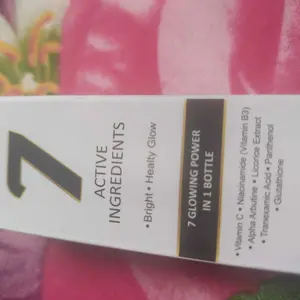 7
ACTIVE
INGREDIENTS
• Bright • Healty Glow
7 GLOWING POWER
IN 1 BOTTLE
• Vitamin C • Niacinamide (Vitamin B3)
• Alpha Arbutine • Licorice Extract
• Tranexamic Acid • Panthenol
• Glutathione